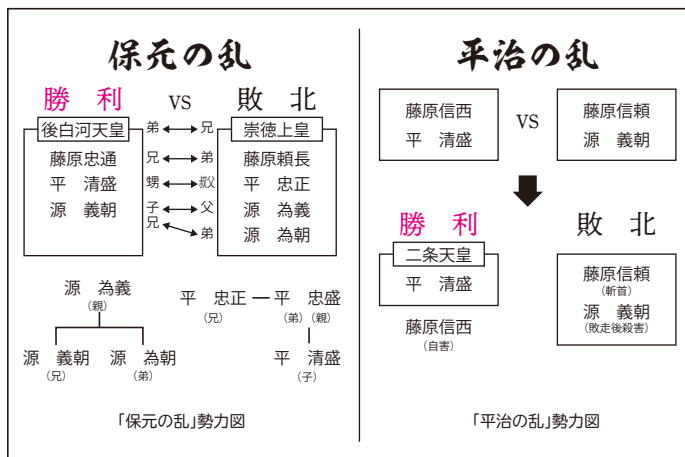 保元の乱
勝 利 VS 敗 北
後白河天皇 弟 兄 崇徳上皇
藤原忠通 兄 弟 藤原頼長
平 清盛 甥 叔父 平 忠正
源 義朝 子 父 源 為義
兄 弟 源 為朝
源 為義
(親)
源 義朝 源 為朝
(兄) (弟)
平 忠正 平 忠盛
(兄) (弟)(親)
平 清盛
(子)
「保元の乱」勢力図
平治の乱
藤原信西
平 清盛
VS
藤原信頼
源 義朝
勝 利
二条天皇
平 清盛
藤原信西
(自害)
敗 北
藤原信頼
(斬首)
源 義朝
(敗走後殺害)
「平治の乱」勢力図